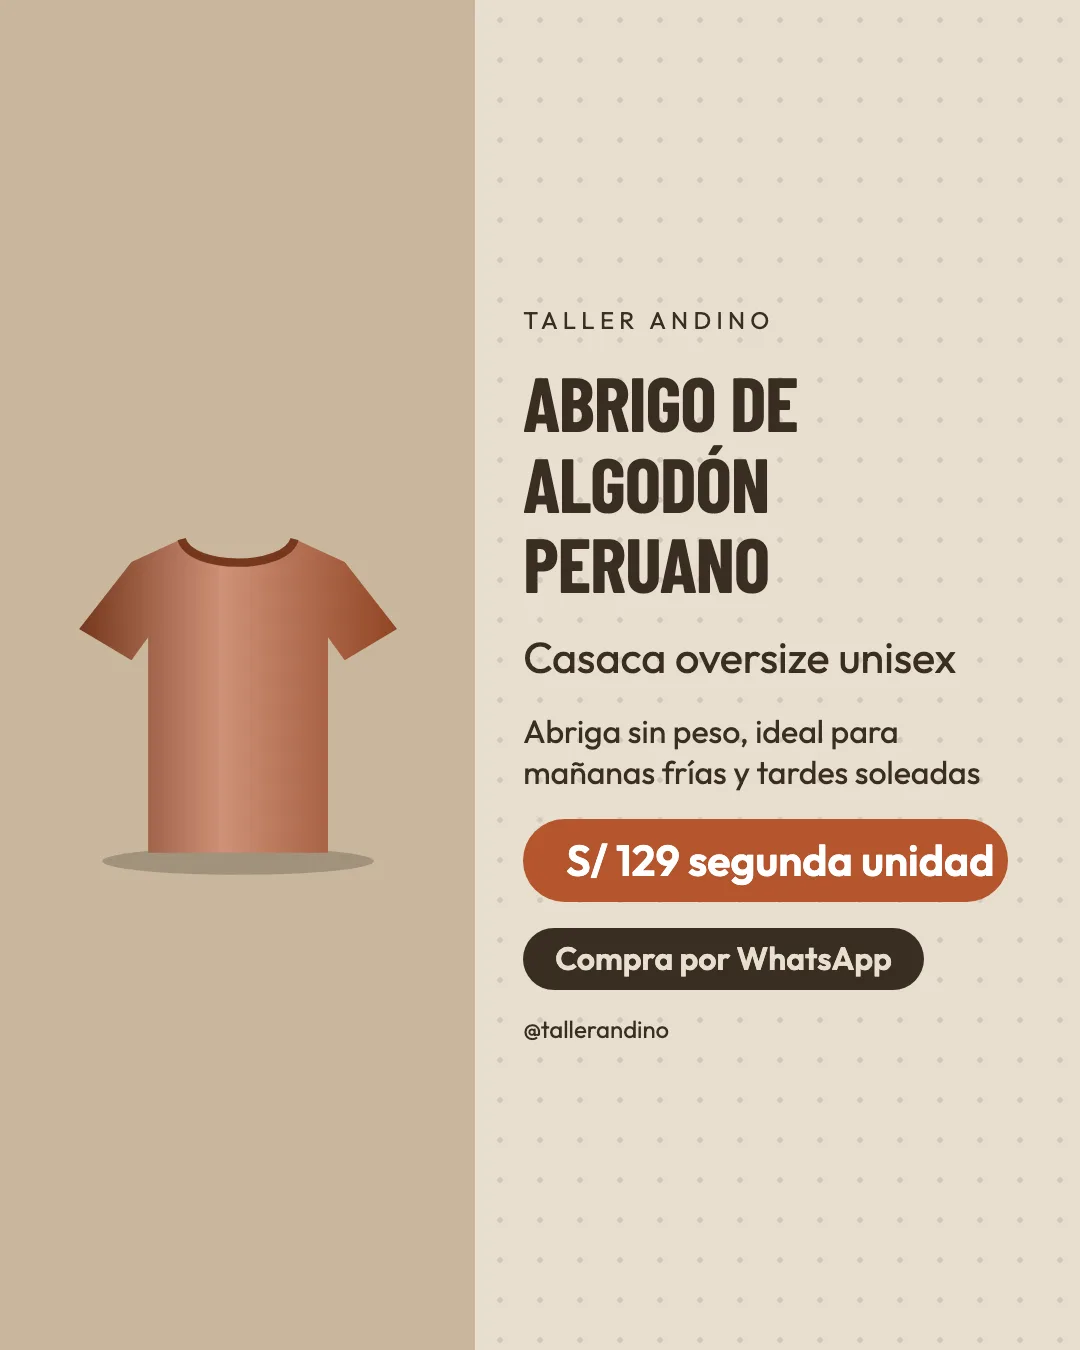 TALLER ANDINO
ABRIGO DE
ALGODÓN
PERUANO
Casaca oversize unisex
Abriga sin peso, ideal para
mañanas frías y tardes soleadas
S/ 129 segunda unidad
Compra por WhatsApp
@tallerandino